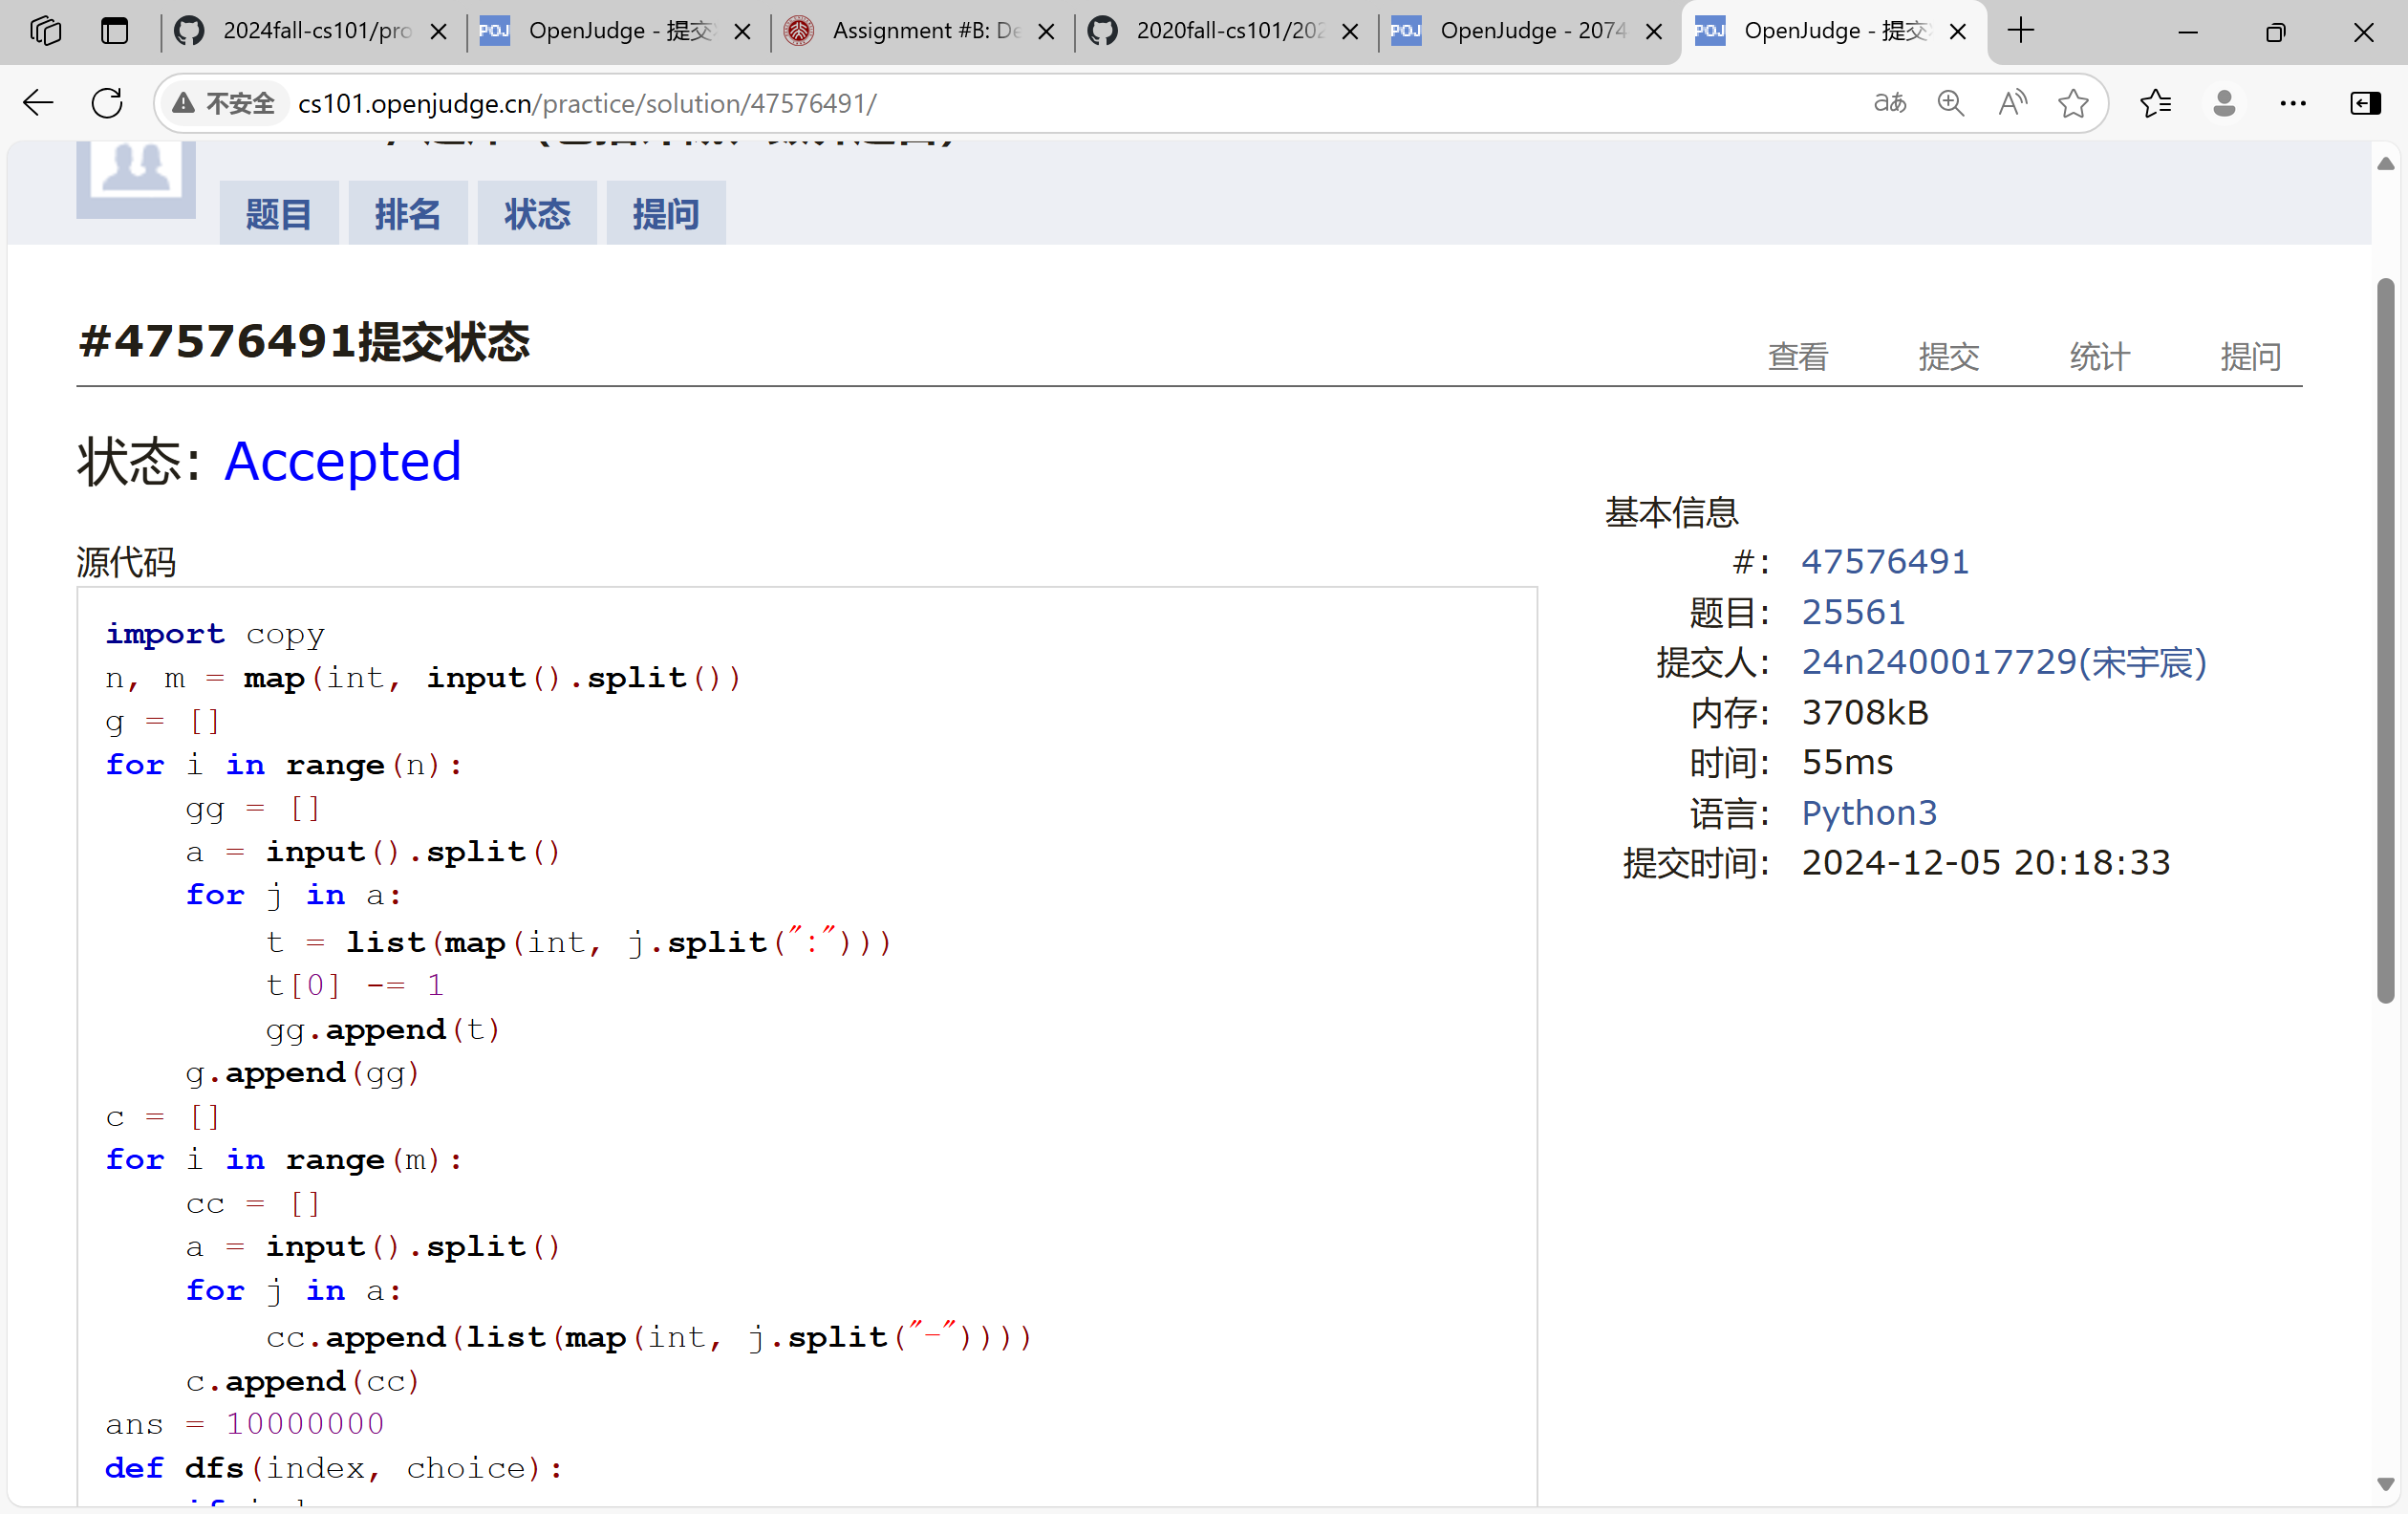 2024fall-cs101/pro
OpenJudge - 提交
Assignment #B: De
2020fall-cs101/202
OpenJudge - 2074
OpenJudge - 提交
不安全
cs101.openjudge.cn/practice/solution/47576491/
题目
排名
状态
提问
#47576491提交状态
查看
提交
统计
提问
状态: Accepted
源代码
import copy
n, m = map(int, input().split())
g = []
for i in range(n):
    gg = []
    a = input().split()
    for j in a:
        t = list(map(int, j.split(":")))
        t[0] -= 1
        gg.append(t)
    g.append(gg)
c = []
for i in range(m):
    cc = []
    a = input().split()
    for j in a:
        cc.append(list(map(int, j.split("-"))))
    c.append(cc)
ans = 10000000
def dfs(index, choice):
基本信息
#: 47576491
题目: 25561
提交人: 24n2400017729(宋宇宸)
内存: 3708kB
时间: 55ms
语言: Python3
提交时间: 2024-12-05 20:18:33